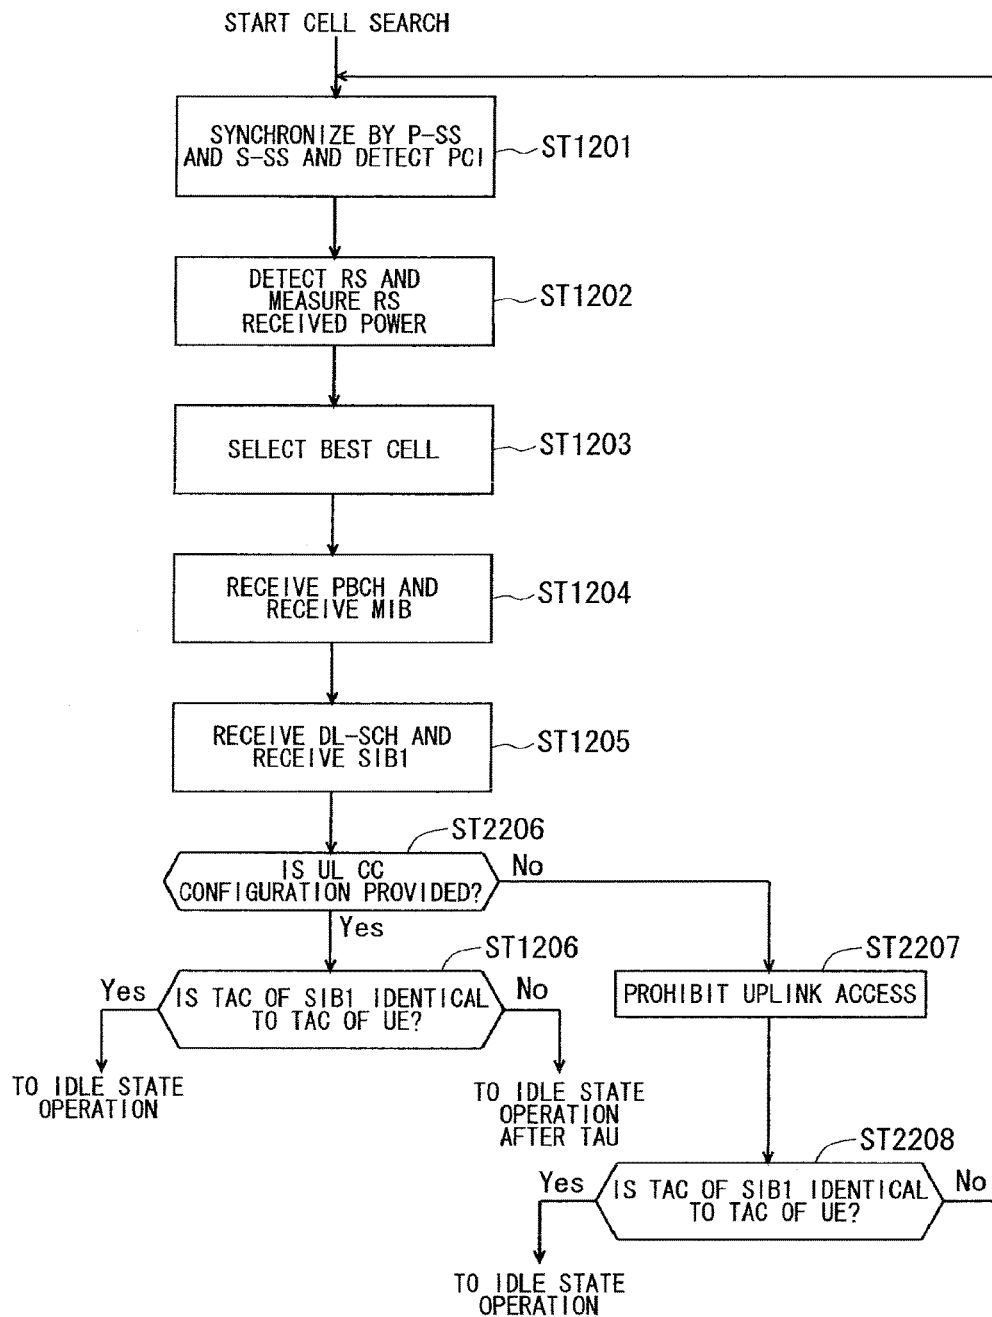 START CELL SEARCH
SYNCHRONIZE BY P-SS
AND S-SS AND DETECT PCI
ST1201
DETECT RS AND
MEASURE RS
RECEIVED POWER
ST1202
SELECT BEST CELL
ST1203
RECEIVE PBCH AND
RECEIVE MIB
ST1204
RECEIVE DL-SCH AND
RECEIVE SIB1
ST1205
ST2206
IS UL CC
CONFIGURATION PROVIDED?
No
Yes
ST1206
IS TAC OF SIB1 IDENTICAL
TO TAC OF UE?
Yes
No
TO IDLE STATE
OPERATION
TO IDLE STATE
OPERATION
AFTER TAU
ST2207
PROHIBIT UPLINK ACCESS
ST2208
IS TAC OF SIB1 IDENTICAL
TO TAC OF UE?
Yes
No
TO IDLE STATE
OPERATION